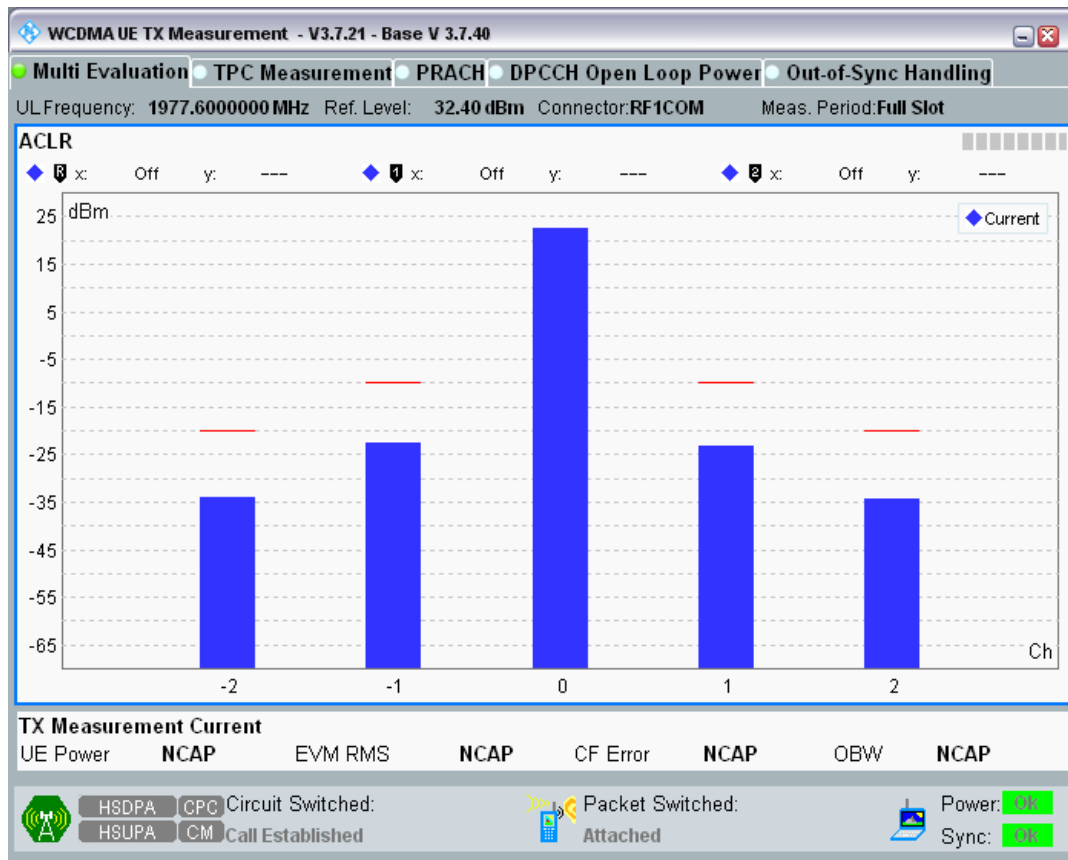 WCDMA UE TX Measurement - V3.7.21 - Base V 3.7.40
Multi Evaluation TPC Measurement PRACH DPCCH Open Loop Power Out-of-Sync Handling
UL Frequency: 1977.6000000 MHz Ref. Level: 32.40 dBm Connector:RF1COM Meas. Period:Full Slot
ACLR
R x: Off y: --- 1 x: Off y: --- 2 x: Off y: ---
dBm
Current
25
15
5
-5
-15
-25
-35
-45
-55
-65
Ch
-2 -1 0 1 2
TX Measurement Current
UE Power NCAP EVM RMS NCAP CF Error NCAP OBW NCAP
HSDPA CPC Circuit Switched: Packet Switched: Power: Ok
HSUPA CM Call Established Attached Sync: Ok